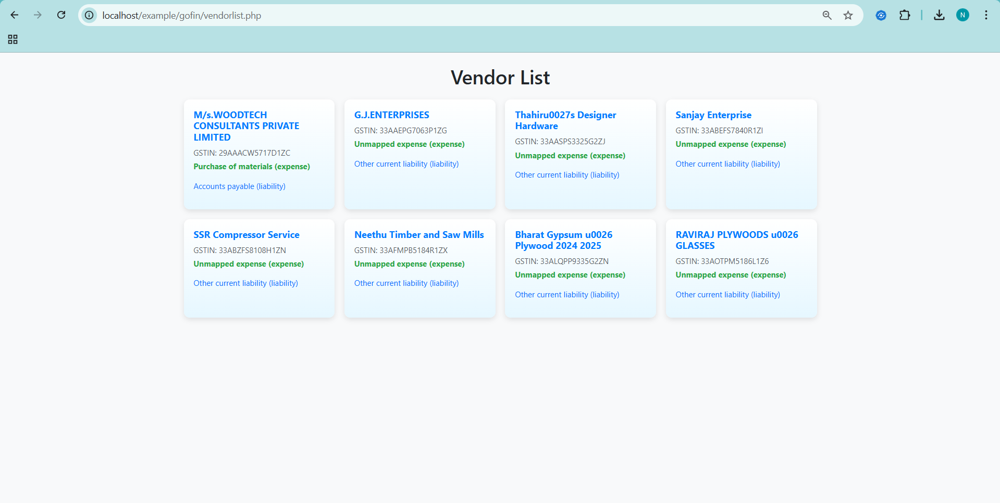 localhost/example/gofin/vendorlist.php
N
Vendor List
M/s.WOODTECH
CONSULTANTS PRIVATE
LIMITED
GSTIN: 29AAACW5717D1ZC
Purchase of materials (expense)
Accounts payable (liability)
G.J.ENTERPRISES
GSTIN: 33AAEPG7063P1ZG
Unmapped expense (expense)
Other current liability (liability)
Thahiru0027s Designer
Hardware
GSTIN: 33AASPS3325G2ZJ
Unmapped expense (expense)
Other current liability (liability)
Sanjay Enterprise
GSTIN: 33ABEFS7840R1ZI
Unmapped expense (expense)
Other current liability (liability)
SSR Compressor Service
GSTIN: 33ABZFS8108H1ZN
Unmapped expense (expense)
Other current liability (liability)
Neethu Timber and Saw Mills
GSTIN: 33AFMPB5184R1ZX
Unmapped expense (expense)
Other current liability (liability)
Bharat Gypsum u0026
Plywood 2024 2025
GSTIN: 33ALQPP9335G2ZN
Unmapped expense (expense)
Other current liability (liability)
RAVIRAJ PLYWOODS u0026
GLASSES
GSTIN: 33AOTPM5186L1Z6
Unmapped expense (expense)
Other current liability (liability)